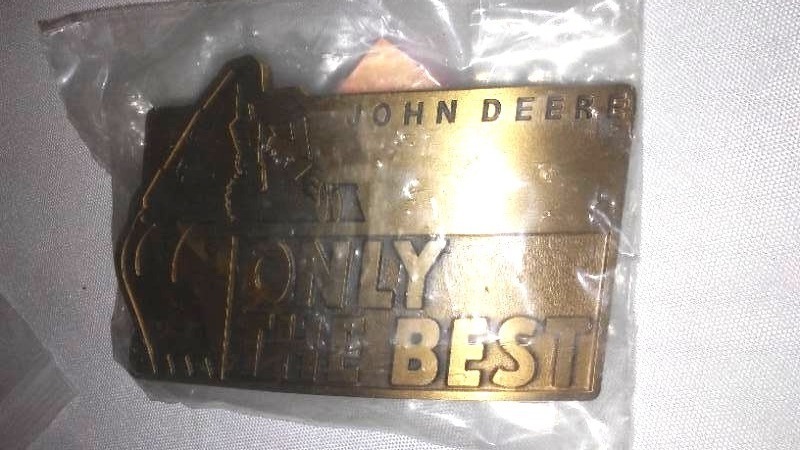 JOHN DEERE
ONLY
THE BEST